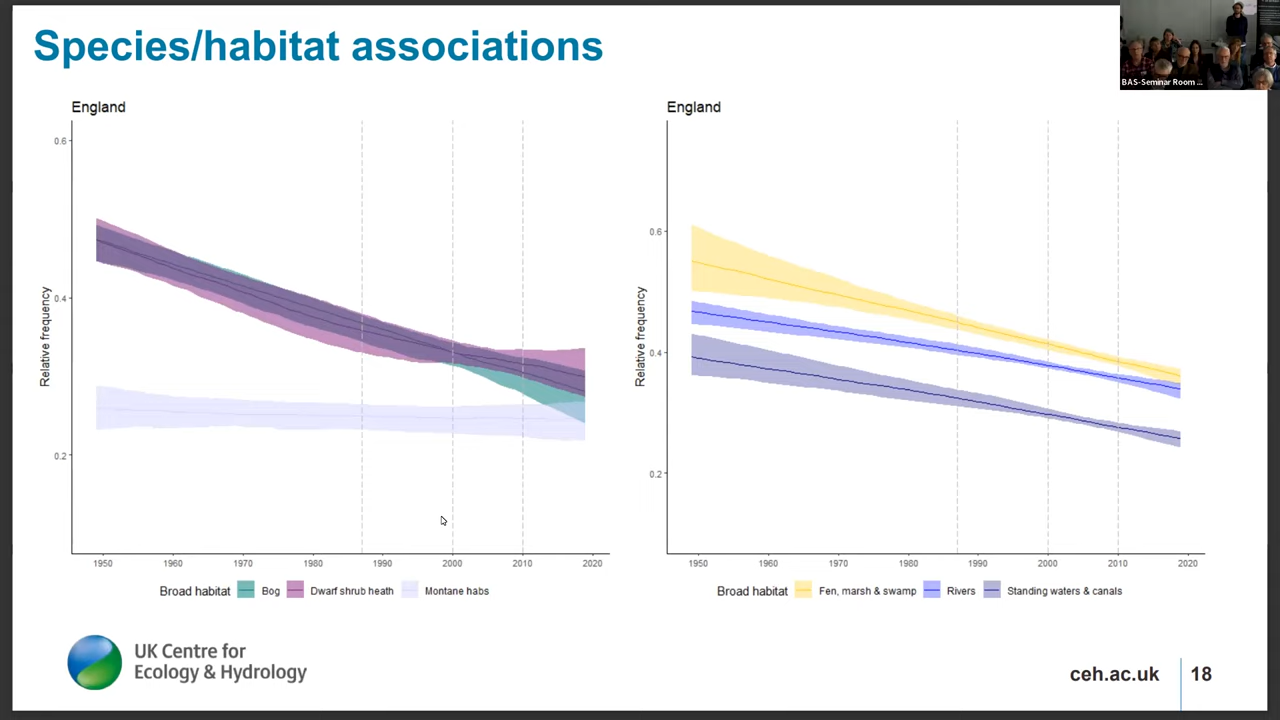 Species/habitat associations
BAS-Seminar Room ...
England
0.6
0.4
0.2
Relative frequency
1950 1960 1970 1980 1990 2000 2010 2020
Broad habitat Bog Dwarf shrub heath Montane habs
England
0.6
0.4
0.2
Relative frequency
1950 1960 1970 1980 1990 2000 2010 2020
Broad habitat Fen, marsh & swamp Rivers Standing waters & canals
UK Centre for
Ecology & Hydrology
ceh.ac.uk 18